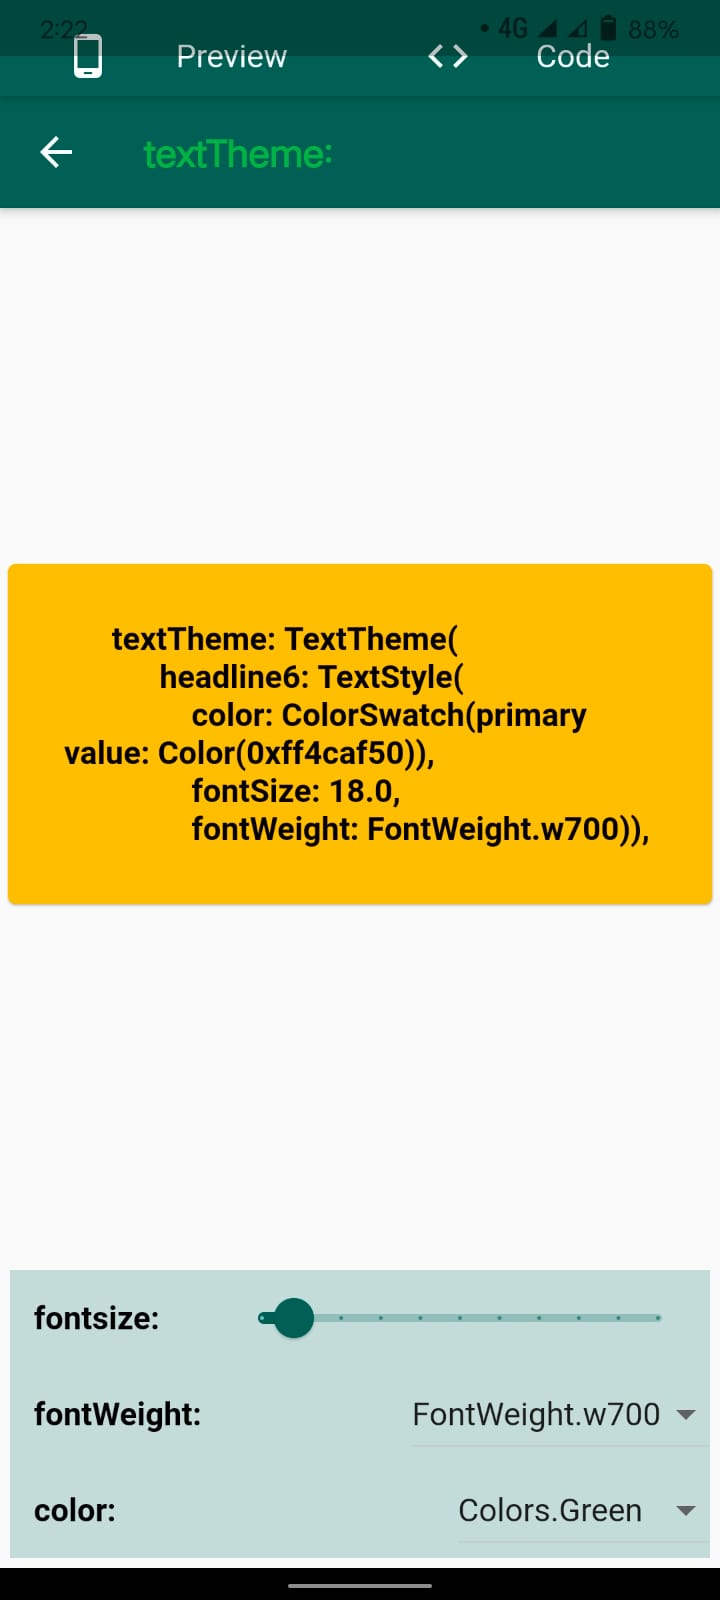 2:22 • 4G 88%
Preview <> Code
textTheme:
textTheme: TextTheme(
headline6: TextStyle(
color: ColorSwatch(primary
value: Color(0xff4caf50)),
fontSize: 18.0,
fontWeight: FontWeight.w700)),
fontsize:
fontWeight: FontWeight.w700
color: Colors.Green